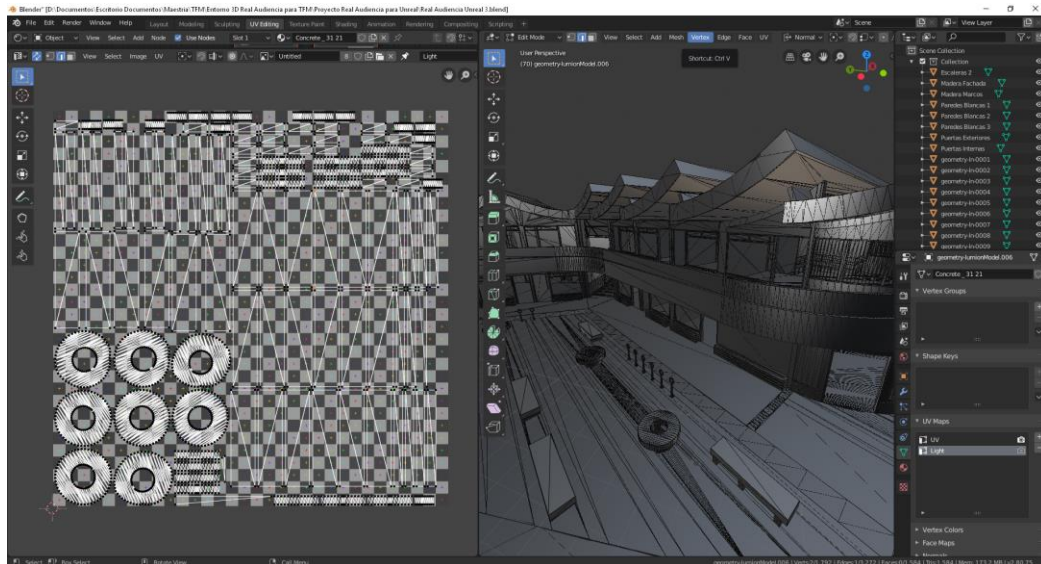 Blender* [D:\Documentos\Escritorio Documentos\Maestria\TFM\Entorno 3D Real Audiencia para TFM\Proyecto Real Audiencia para Unreal\Real Audiencia Unreal 3.blend]
File Edit Render Window Help Layout Modeling Sculpting UV Editing Texture Paint Shading Animation Rendering Compositing Scripting + Scene View Layer
Object View Select Add Node Use Nodes Slot 1 Concrete_31 21 Edit Mode View Select Add Mesh Vertex Edge Face UV Normal
View Select Image UV Untitled Light
User Perspective
(70) geometry-lumionModel.006
Shortcut: Ctrl V
Scene Collection
Collection
Escaleras 2
Madera Fachada
Madera Marcos
Paredes Blancas 1
Paredes Blancas 2
Paredes Blancas 3
Puertas Exteriores
Puertas Internas
geometry-ln-0001
geometry-ln-0002
geometry-ln-0003
geometry-ln-0004
geometry-ln-0005
geometry-ln-0006
geometry-ln-0007
geometry-ln-0008
geometry-ln-0009
geometry-lumionModel.006
Concrete_31 21
Vertex Groups
Shape Keys
UV Maps
UV
Light
Vertex Colors
Face Maps
Normals
Select Box Select Rotate View Call Menu